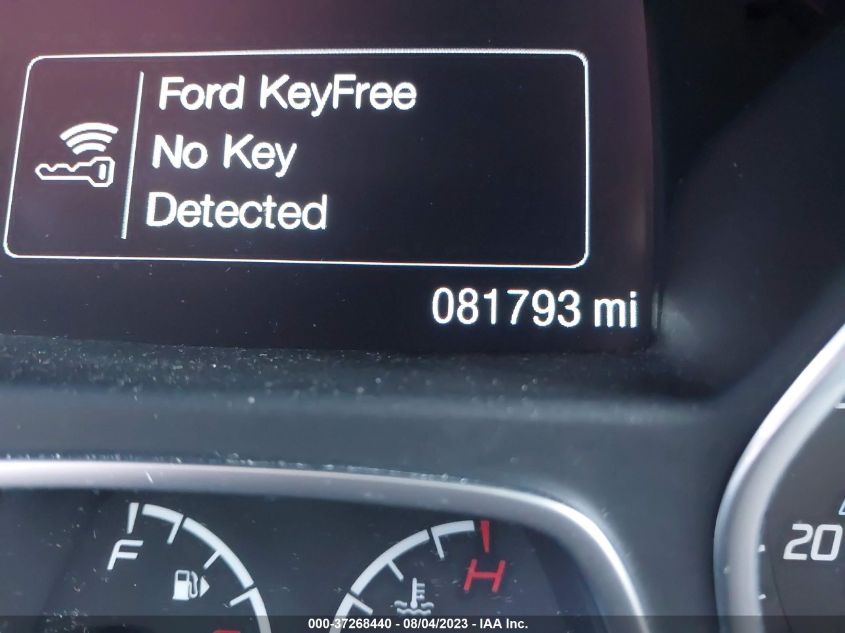 Ford KeyFree
No Key
Detected
081793 mi
F
H
20
000-37268440 - 08/04/2023 - IAA Inc.